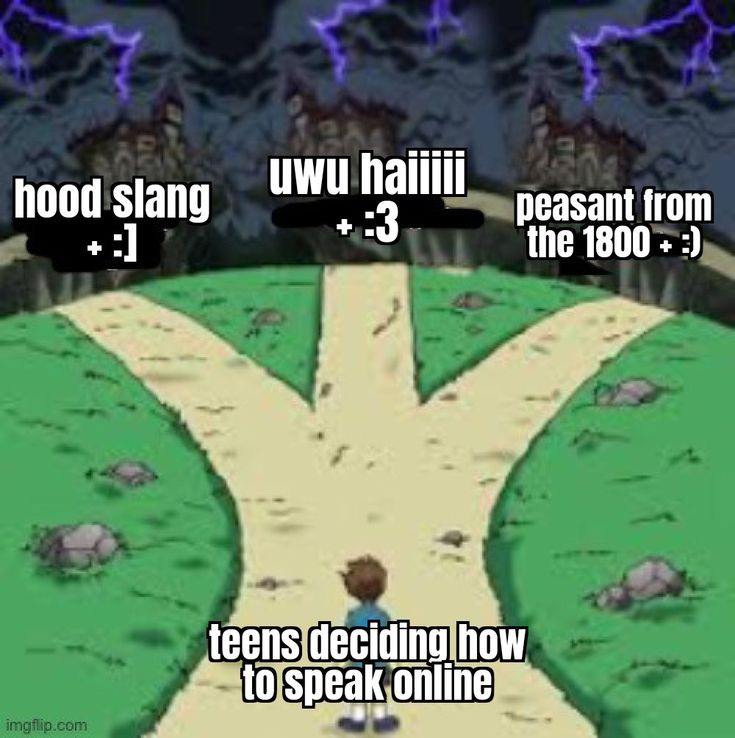 hood slang
+ :]
uwu haiiiii
+ :3
peasant from
the 1800 + :)
teens deciding how
to speak online
imgflip.com